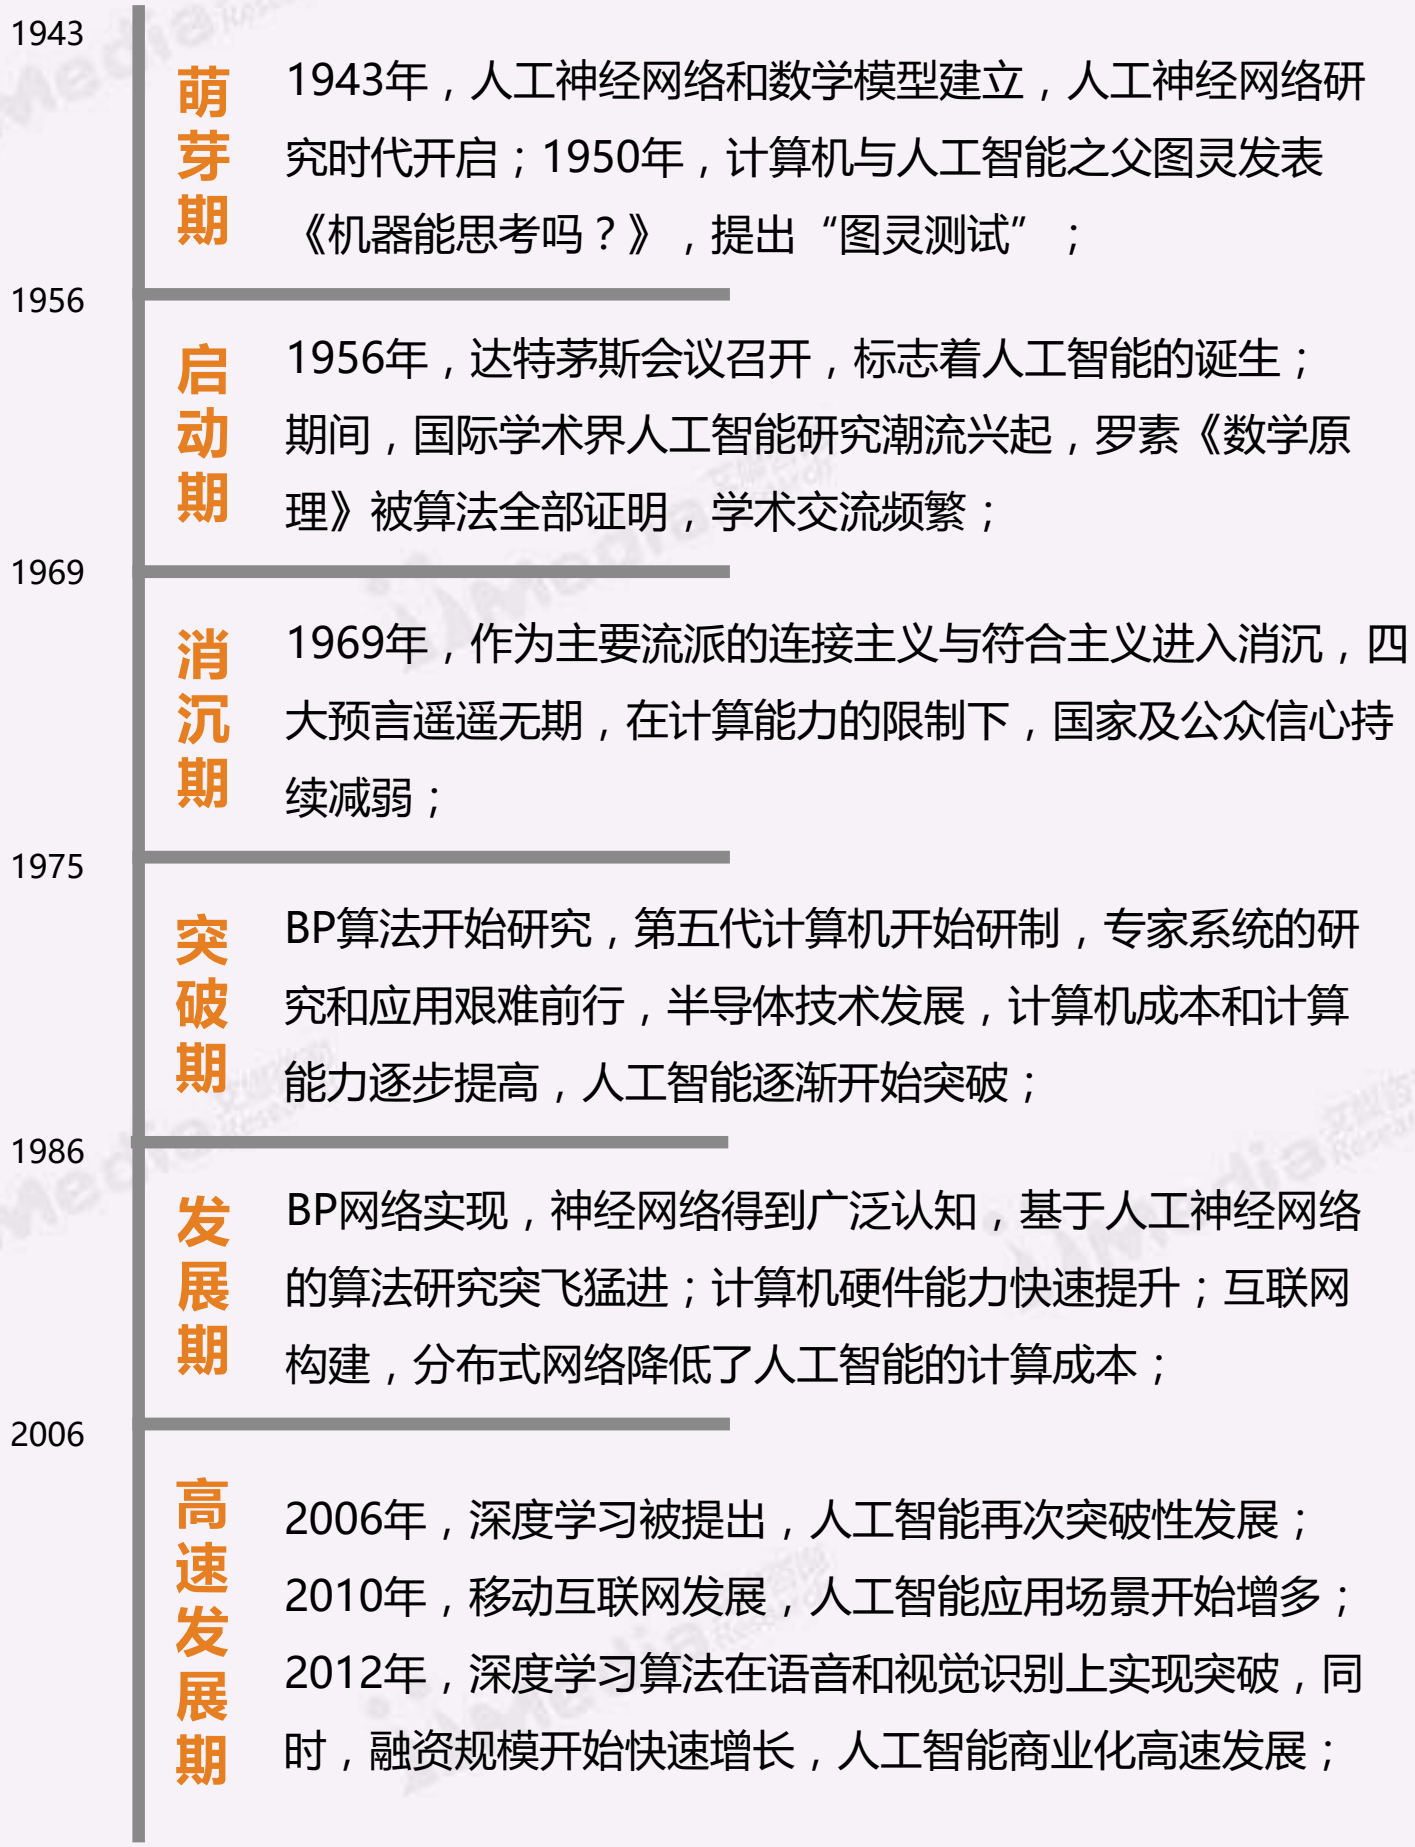 1943
萌芽期
1943年，人工神经网络和数学模型建立，人工神经网络研
究时代开启；1950年，计算机与人工智能之父图灵发表
《机器能思考吗？》，提出“图灵测试”；
1956
启动期
1956年，达特茅斯会议召开，标志着人工智能的诞生；
期间，国际学术界人工智能研究潮流兴起，罗素《数学原
理》被算法全部证明，学术交流频繁；
1969
消沉期
1969年，作为主要流派的连接主义与符合主义进入消沉，四
大预言遥遥无期，在计算能力的限制下，国家及公众信心持
续减弱；
1975
突破期
BP算法开始研究，第五代计算机开始研制，专家系统的研
究和应用艰难前行，半导体技术发展，计算机成本和计算
能力逐步提高，人工智能逐渐开始突破；
1986
发展期
BP网络实现，神经网络得到广泛认知，基于人工神经网络
的算法研究突飞猛进；计算机硬件能力快速提升；互联网
构建，分布式网络降低了人工智能的计算成本；
2006
高速发展期
2006年，深度学习被提出，人工智能再次突破性发展；
2010年，移动互联网发展，人工智能应用场景开始增多；
2012年，深度学习算法在语音和视觉识别上实现突破，同
时，融资规模开始快速增长，人工智能商业化高速发展；